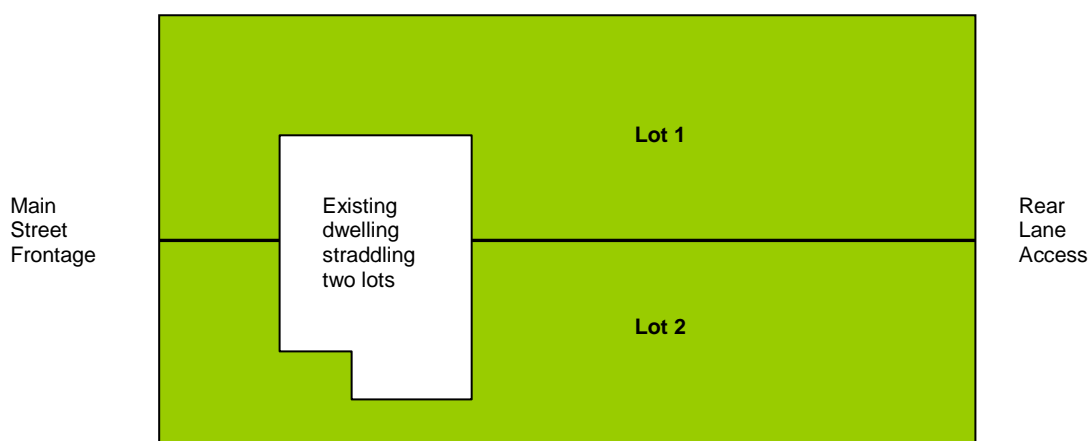 Lot 1
Main
Street
Frontage
Existing
dwelling
straddling
two lots
Rear
Lane
Access
Lot 2